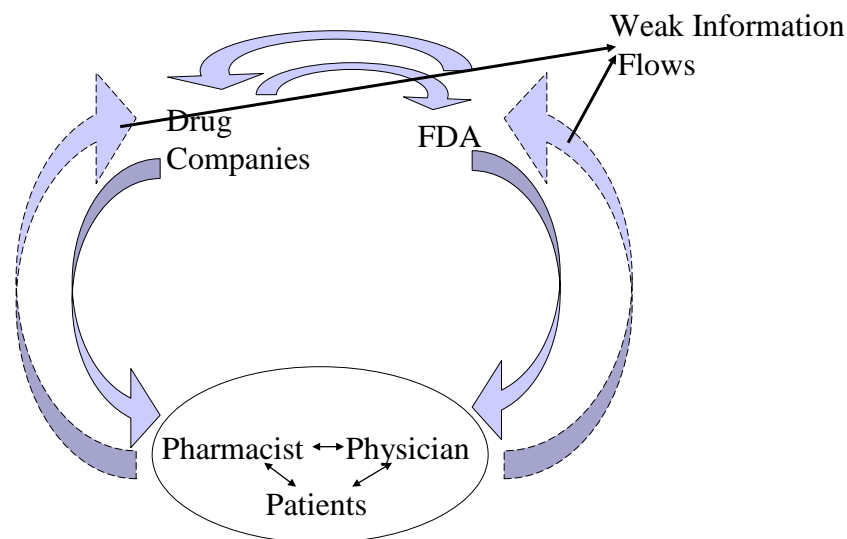 Weak Information
Flows
Drug
Companies
FDA
Pharmacist
Physician
Patients